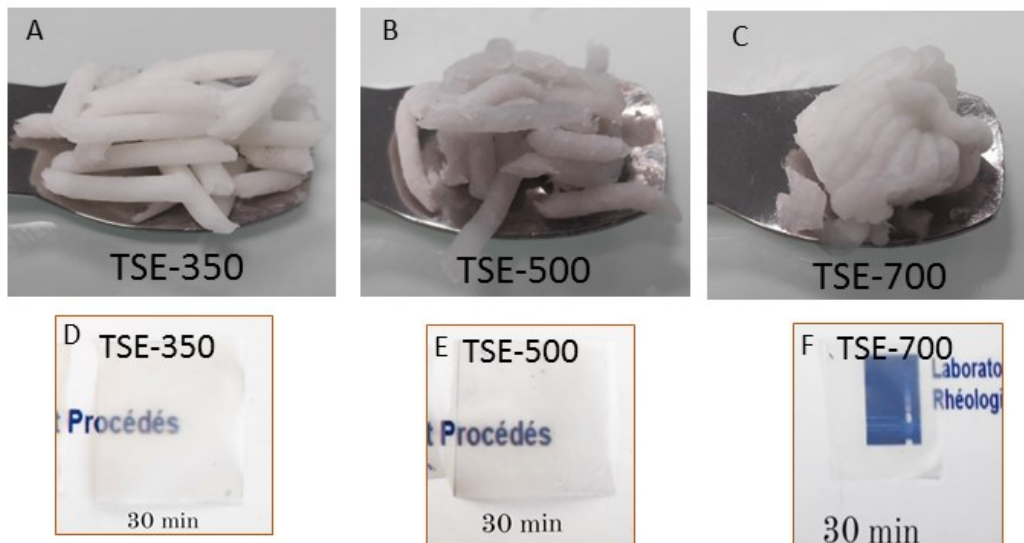 A
B
C
TSE-350
TSE-500
TSE-700
D TSE-350
E TSE-500
F TSE-700
t Procédés
t Procédés
Laborato
Rhéologi
30 min
30 min
30 min